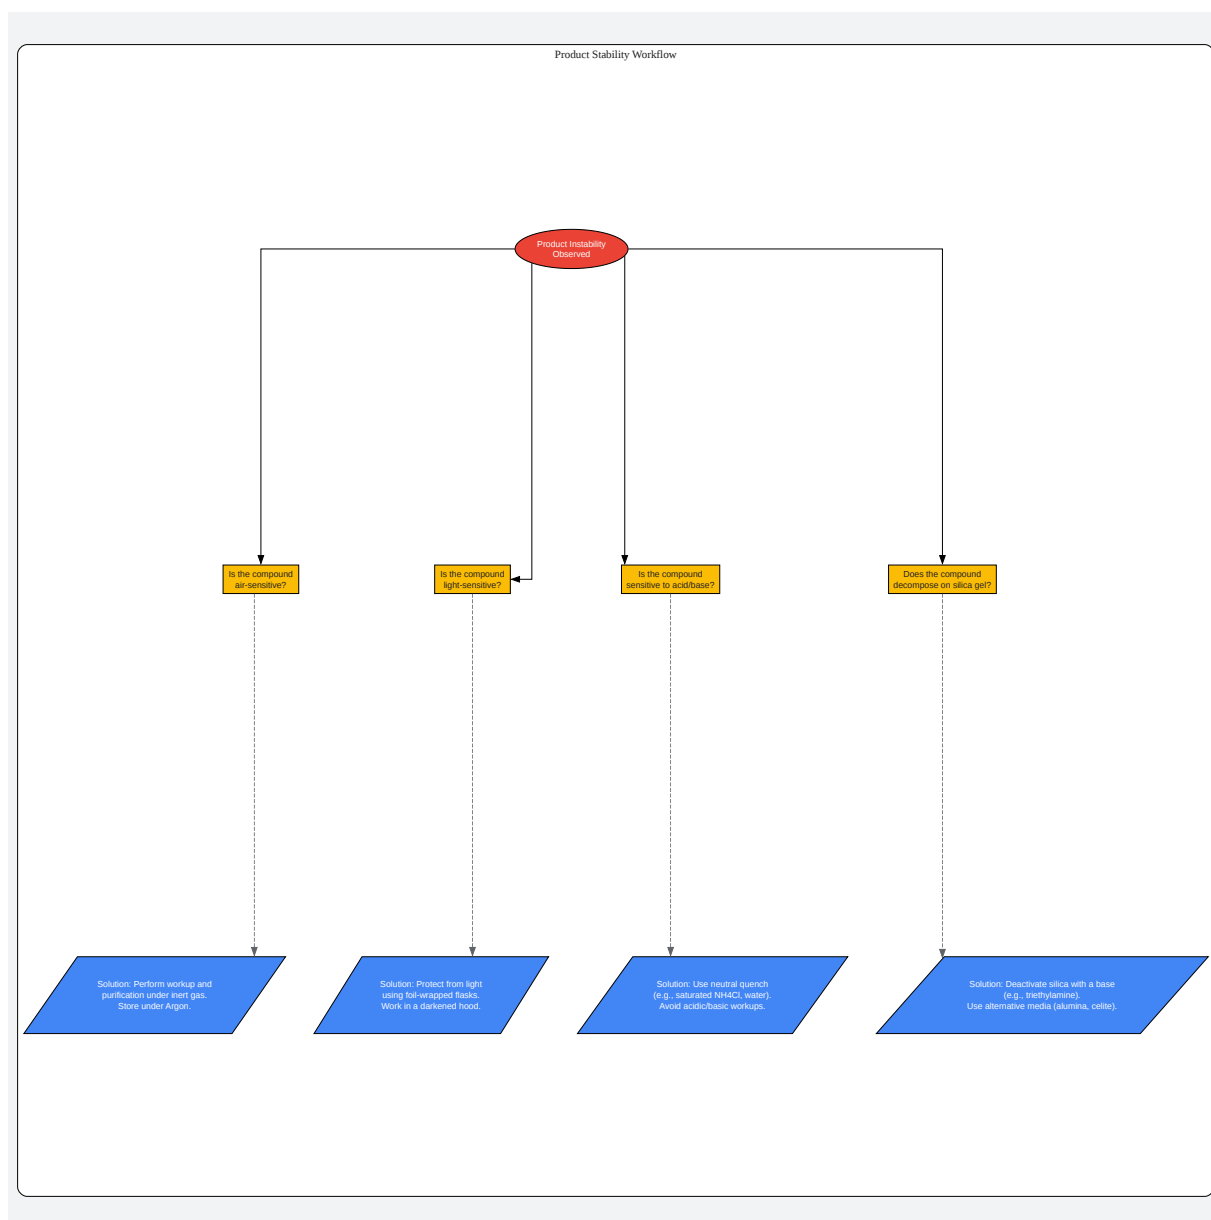 Product Stability Workflow
Product Instability
Observed
Is the compound
air-sensitive?
Is the compound
light-sensitive?
Is the compound
sensitive to acid/base?
Does the compound
decompose on silica gel?
Solution: Perform workup and
purification under inert gas.
Store under Argon.
Solution: Protect from light
using foil-wrapped flasks.
Work in a darkened hood.
Solution: Use neutral quench
(e.g., saturated NH4Cl, water).
Avoid acidic/basic workups.
Solution: Deactivate silica with a base
(e.g., triethylamine).
Use alternative media (alumina, celite).